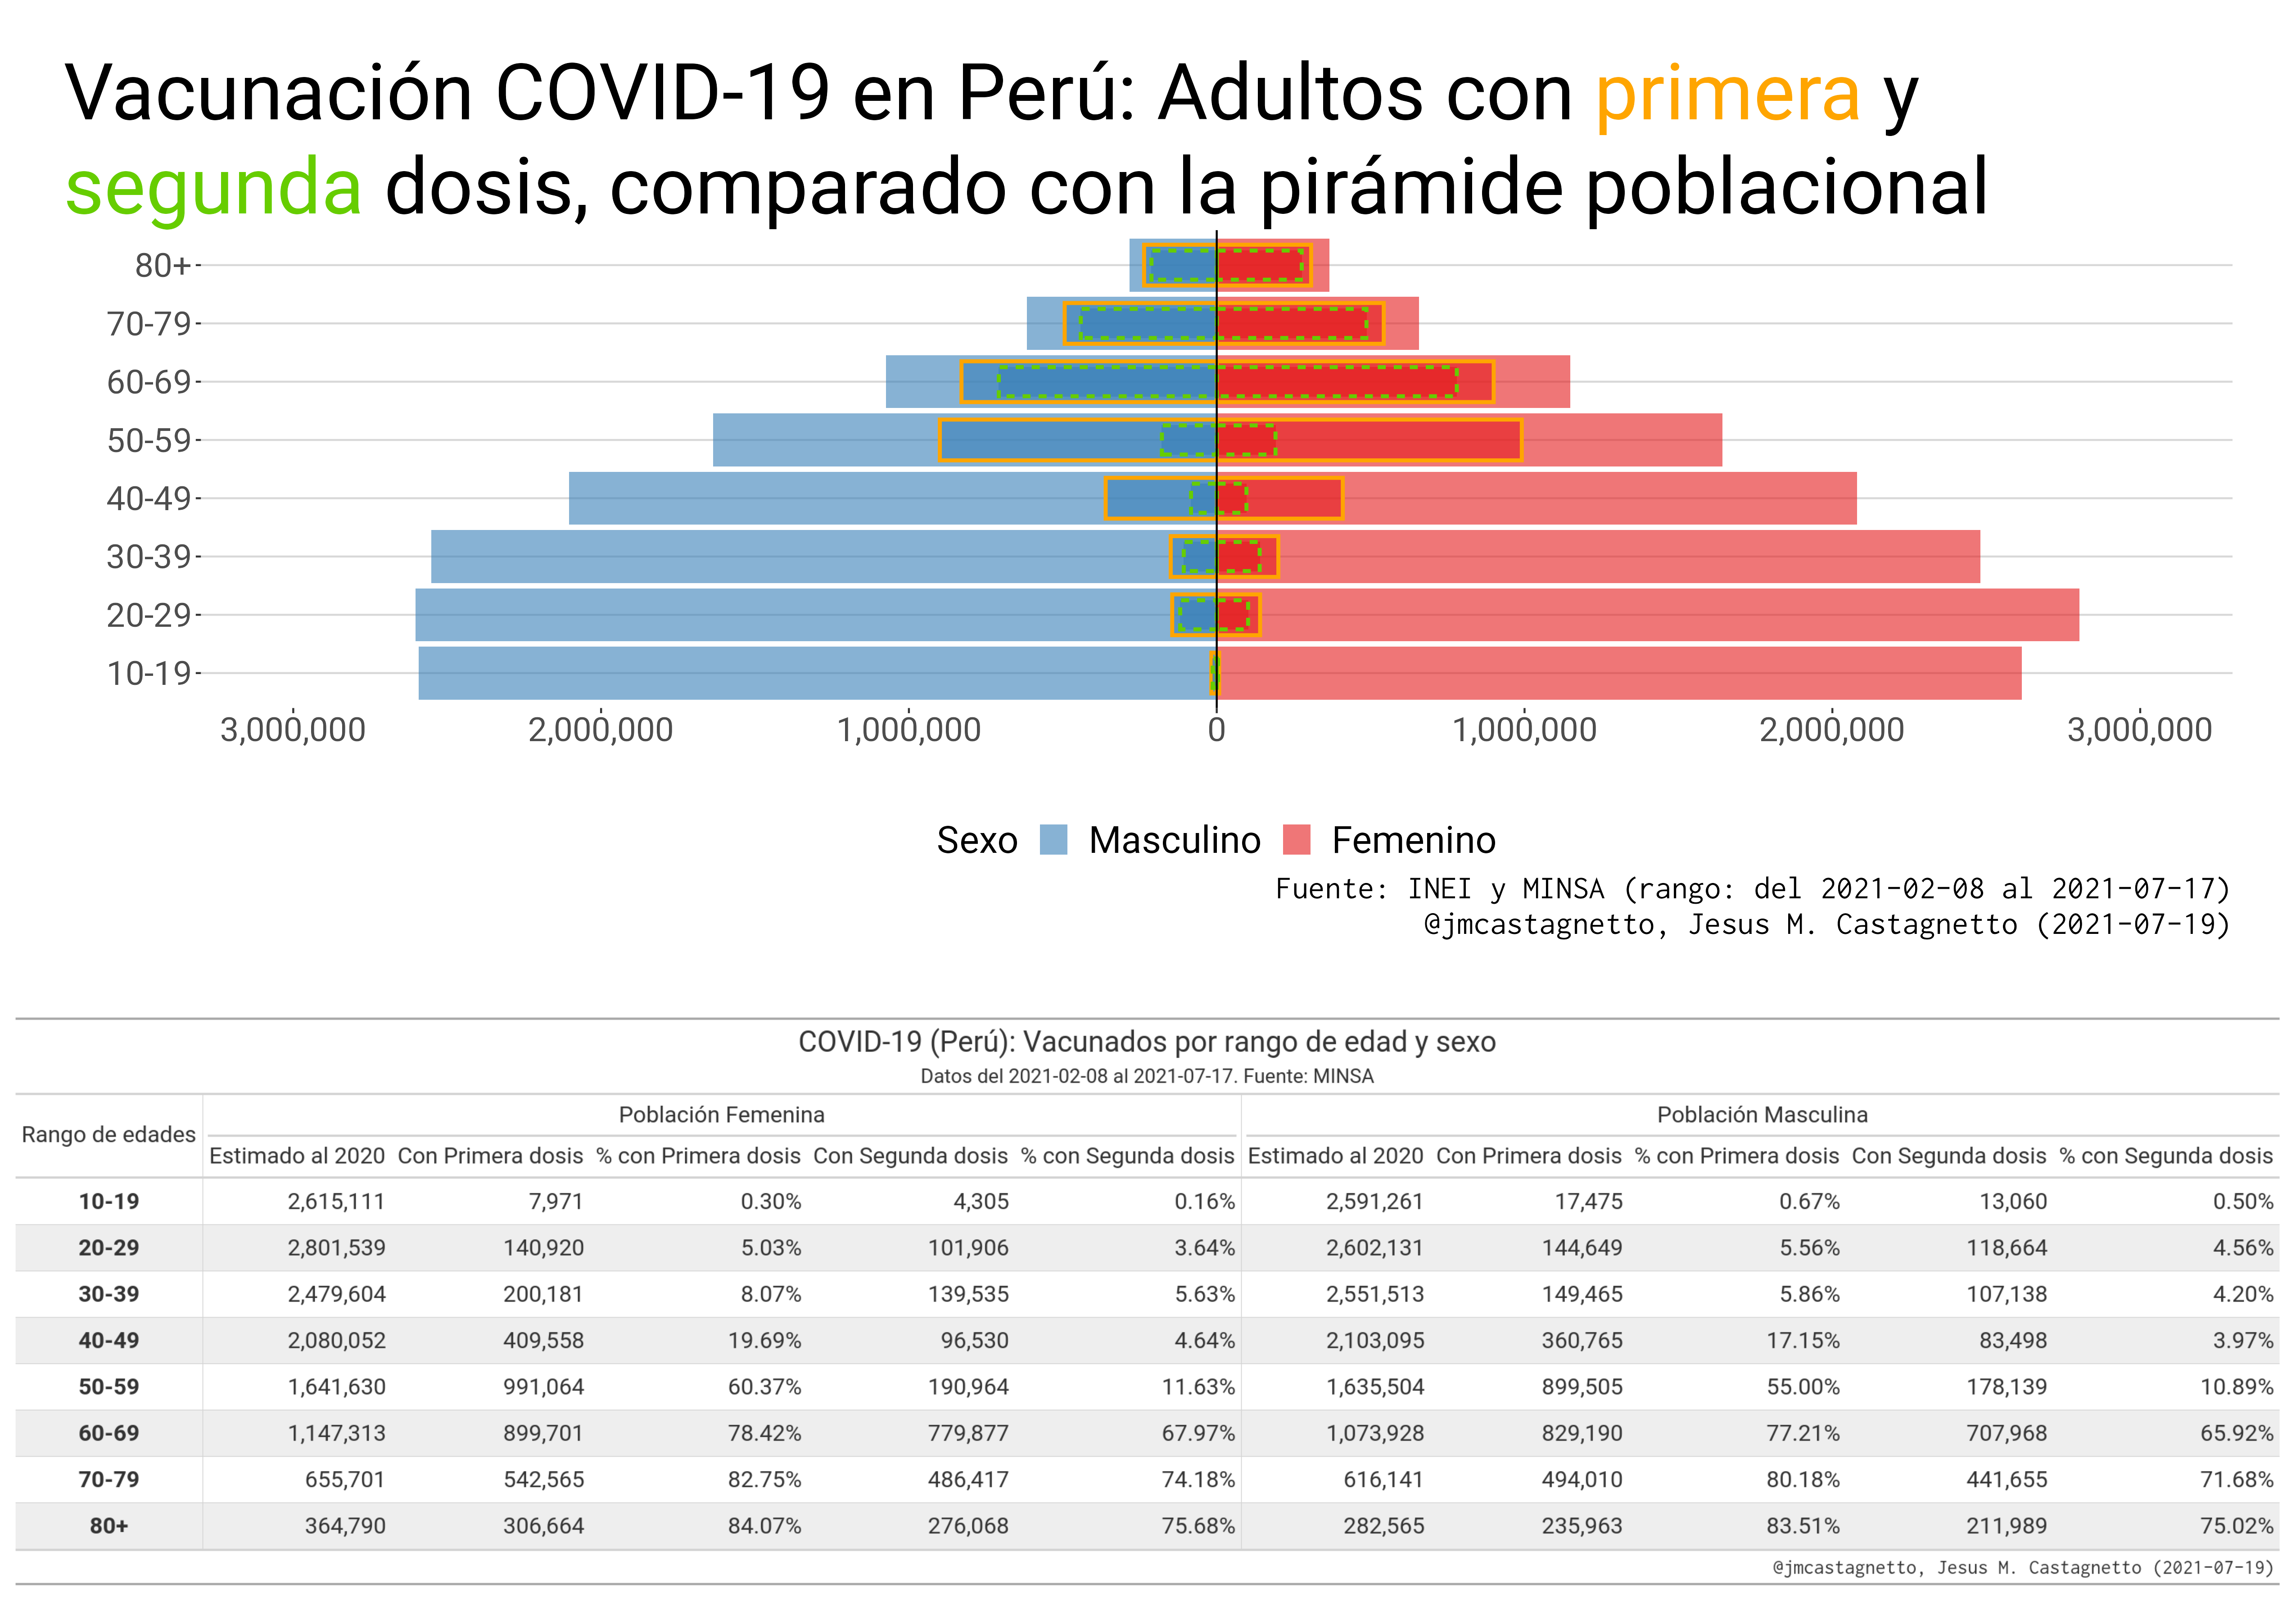 Vacunación COVID-19 en Perú: Adultos con primera y
segunda dosis, comparado con la pirámide poblacional
80+
70-79
60-69
50-59
40-49
30-39
20-29
10-19
3,000,000 2,000,000 1,000,000 0 1,000,000 2,000,000 3,000,000
Sexo Masculino Femenino
Fuente: INEI y MINSA (rango: del 2021-02-08 al 2021-07-17)
@jmcastagnetto, Jesus M. Castagnetto (2021-07-19)
COVID-19 (Perú): Vacunados por rango de edad y sexo
Datos del 2021-02-08 al 2021-07-17. Fuente: MINSA
Rango de edades Población Femenina Población Masculina
Estimado al 2020 Con Primera dosis % con Primera dosis Con Segunda dosis % con Segunda dosis Estimado al 2020 Con Primera dosis % con Primera dosis Con Segunda dosis % con Segunda dosis
10-19 2,615,111 7,971 0.30% 4,305 0.16% 2,591,261 17,475 0.67% 13,060 0.50%
20-29 2,801,539 140,920 5.03% 101,906 3.64% 2,602,131 144,649 5.56% 118,664 4.56%
30-39 2,479,604 200,181 8.07% 139,535 5.63% 2,551,513 149,465 5.86% 107,138 4.20%
40-49 2,080,052 409,558 19.69% 96,530 4.64% 2,103,095 360,765 17.15% 83,498 3.97%
50-59 1,641,630 991,064 60.37% 190,964 11.63% 1,635,504 899,505 55.00% 178,139 10.89%
60-69 1,147,313 899,701 78.42% 779,877 67.97% 1,073,928 829,190 77.21% 707,968 65.92%
70-79 655,701 542,565 82.75% 486,417 74.18% 616,141 494,010 80.18% 441,655 71.68%
80+ 364,790 306,664 84.07% 276,068 75.68% 282,565 235,963 83.51% 211,989 75.02%
@jmcastagnetto, Jesus M. Castagnetto (2021-07-19)